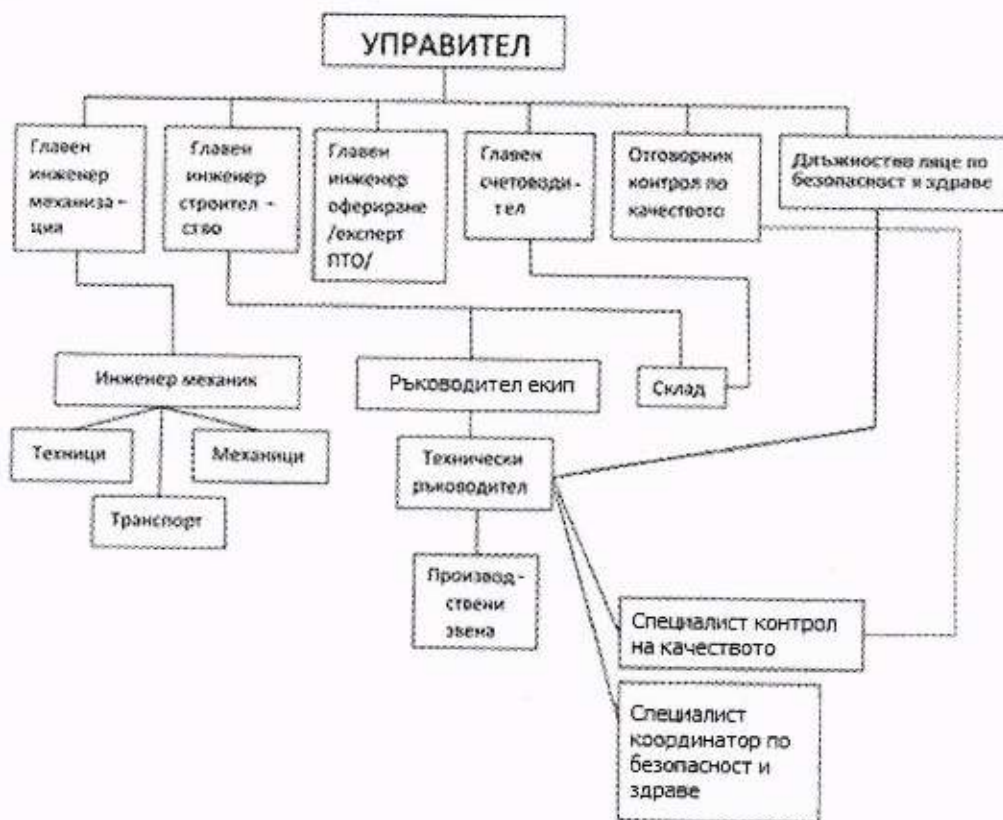 УПРАВИТЕЛ
Главен
инженер
механиза -
ция
Главен
инженер
строител -
ство
Главен
инженер
офериране
/експерт
ПТО/
Главен
счетоводи -
тел
Отговорник
контрол по
качеството
Длъжностно лице по
безопасност и здраве
Инженер механик
Ръководител екип
Склад
Техници
Механици
Транспорт
Технически
ръководител
Производ -
ствени
звена
Специалист контрол
на качеството
Специалист
координатор по
безопасност и
здраве